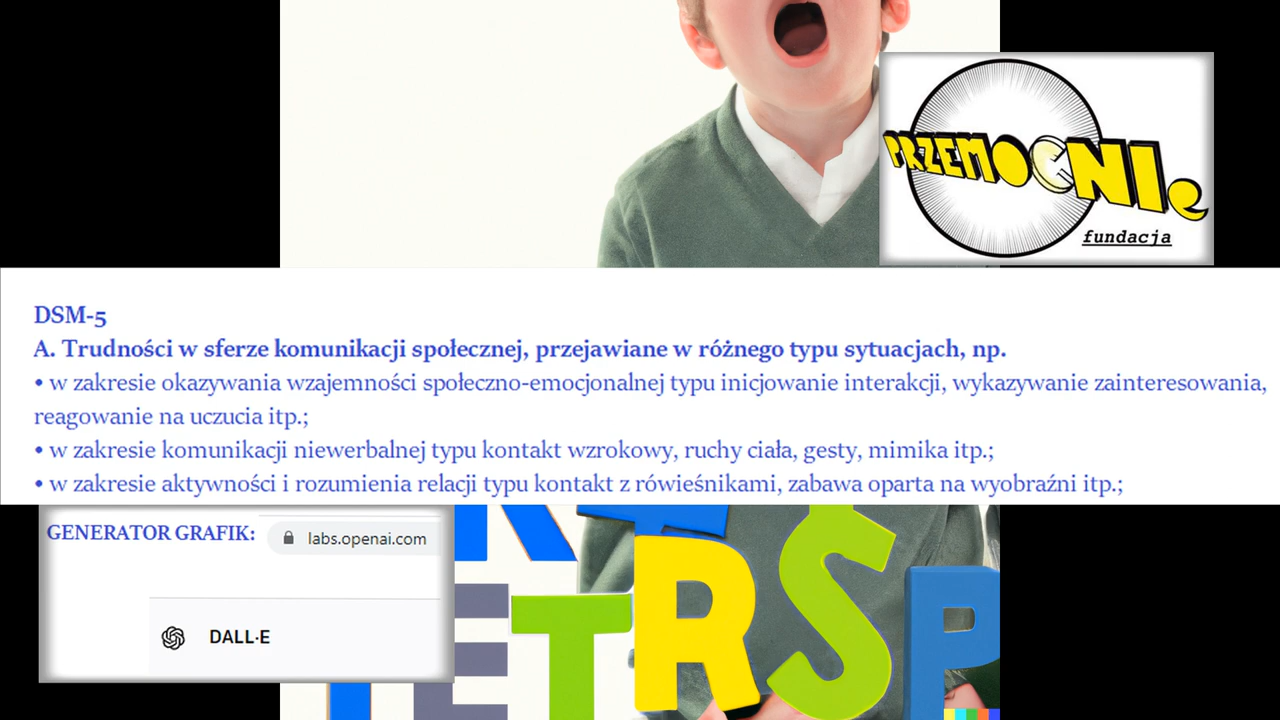 PRZEMOCNIe
fundacja
DSM-5
A. Trudności w sferze komunikacji społecznej, przejawiane w różnego typu sytuacjach, np.
• w zakresie okazywania wzajemności społeczno-emocjonalnej typu inicjowanie interakcji, wykazywanie zainteresowania,
reagowanie na uczucia itp.;
• w zakresie komunikacji niewerbalnej typu kontakt wzrokowy, ruchy ciała, gesty, mimika itp.;
• w zakresie aktywności i rozumienia relacji typu kontakt z rówieśnikami, zabawa oparta na wyobraźni itp.;
GENERATOR GRAFIK: labs.openai.com
DALL·E
E T R S P